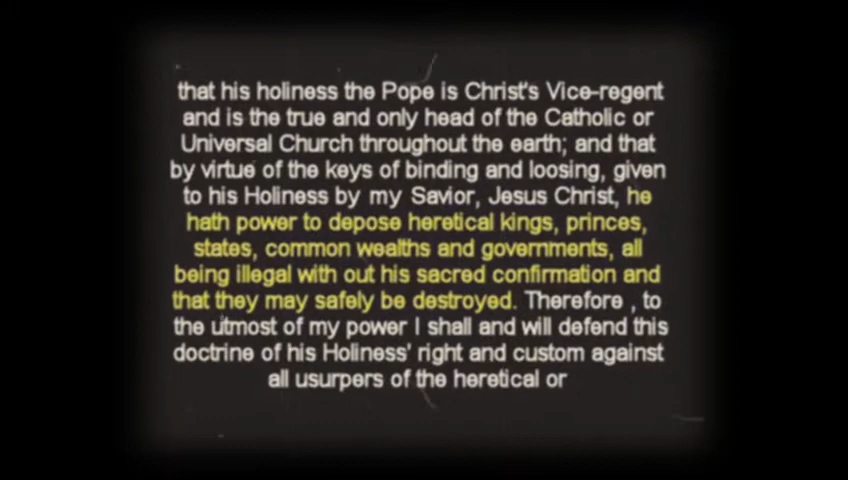 that his holiness the Pope is Christ's Vice-regent
and is the true and only head of the Catholic or
Universal Church throughout the earth; and that
by virtue of the keys of binding and loosing, given
to his Holiness by my Savior, Jesus Christ, he
hath power to depose heretical kings, princes,
states, common wealths and governments, all
being illegal with out his sacred confirmation and
that they may safely be destroyed. Therefore , to
the utmost of my power I shall and will defend this
doctrine of his Holiness' right and custom against
all usurpers of the heretical or